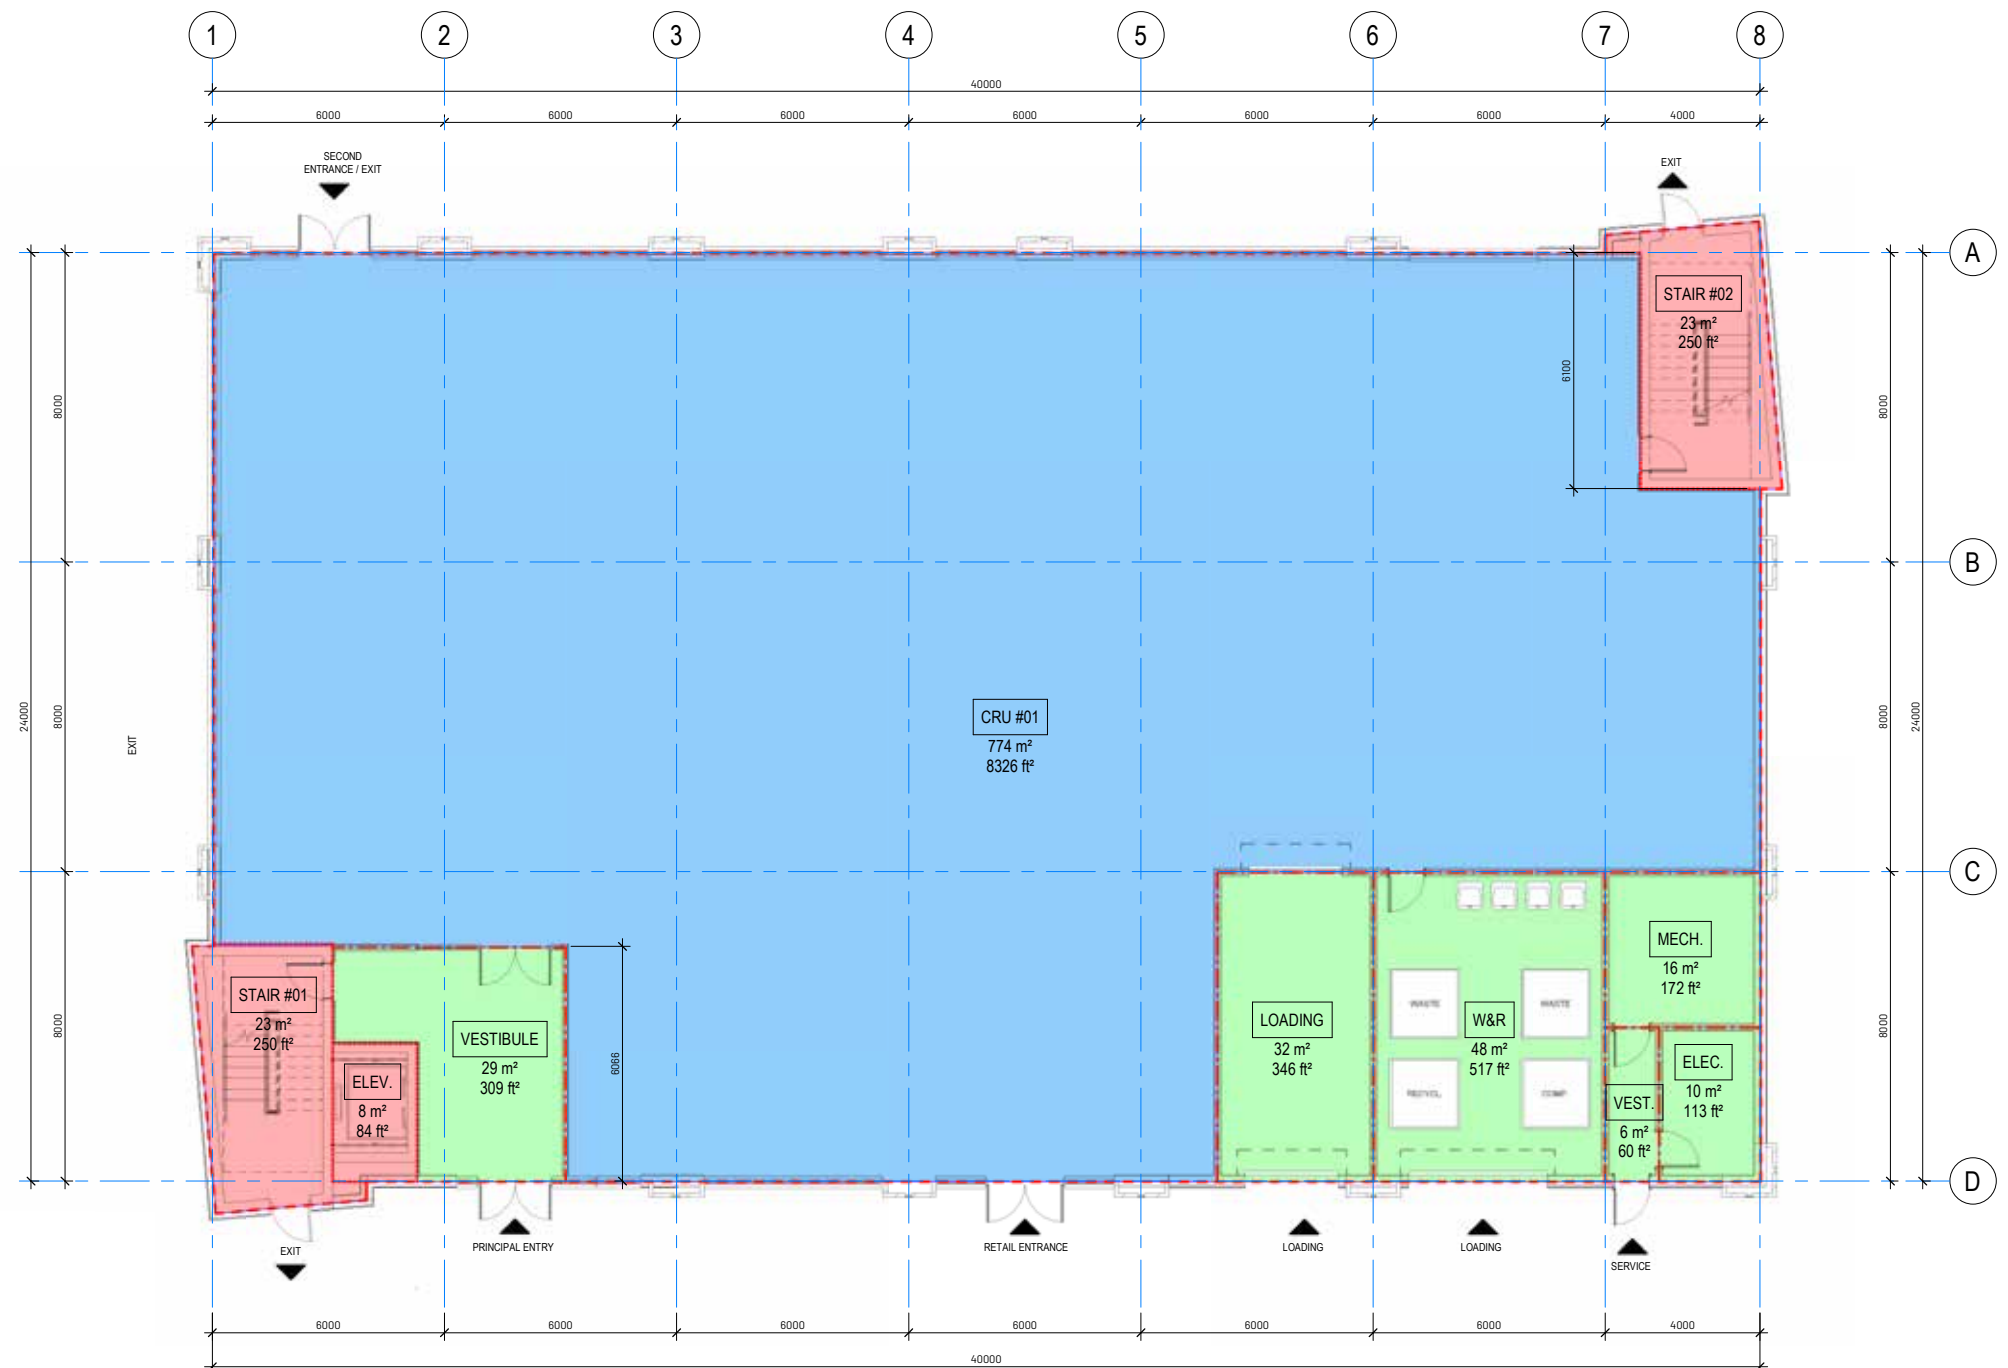 1 2 3 4 5 6 7 8
40000
6000 6000 6000 6000 6000 6000 4000
SECOND
ENTRANCE / EXIT
EXIT
A
STAIR #02
23 m²
250 ft²
6100
8000
8000
B
24000
8000
EXIT
CRU #01
774 m²
8326 ft²
8000
24000
C
STAIR #01
23 m²
250 ft²
ELEV.
8 m²
84 ft²
VESTIBULE
29 m²
309 ft²
6066
8000
LOADING
32 m²
346 ft²
WASTE
WASTE
W&R
48 m²
517 ft²
RECYCL.
COMP
MECH.
16 m²
172 ft²
ELEC.
10 m²
113 ft²
VEST.
6 m²
60 ft²
8000
D
EXIT
PRINCIPAL ENTRY
RETAIL ENTRANCE
LOADING
LOADING
SERVICE
6000 6000 6000 6000 6000 6000 4000
40000